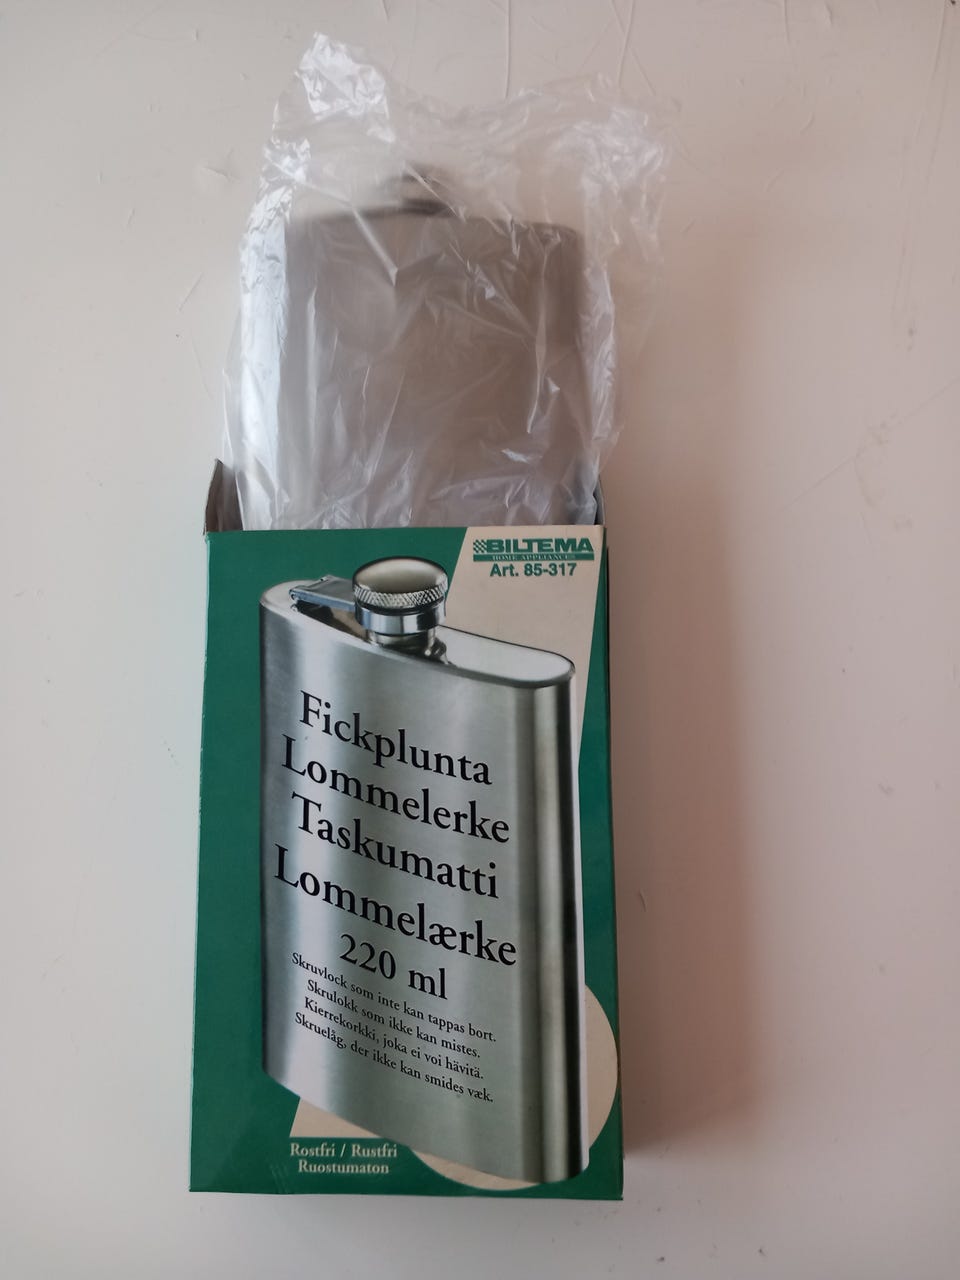 BILTEMA
HOME APPLIANCE
Art. 85-317
Fickplunta
Lommelerke
Taskumatti
Lommelærke
220 ml
Skruvlock som inte kan tappas bort.
Skrulokk som ikke kan mistes.
Kierrekorkki, joka ei voi hävitä.
Skruelåg, der ikke kan smides væk.
Rostfri / Rustfri
Ruostumaton